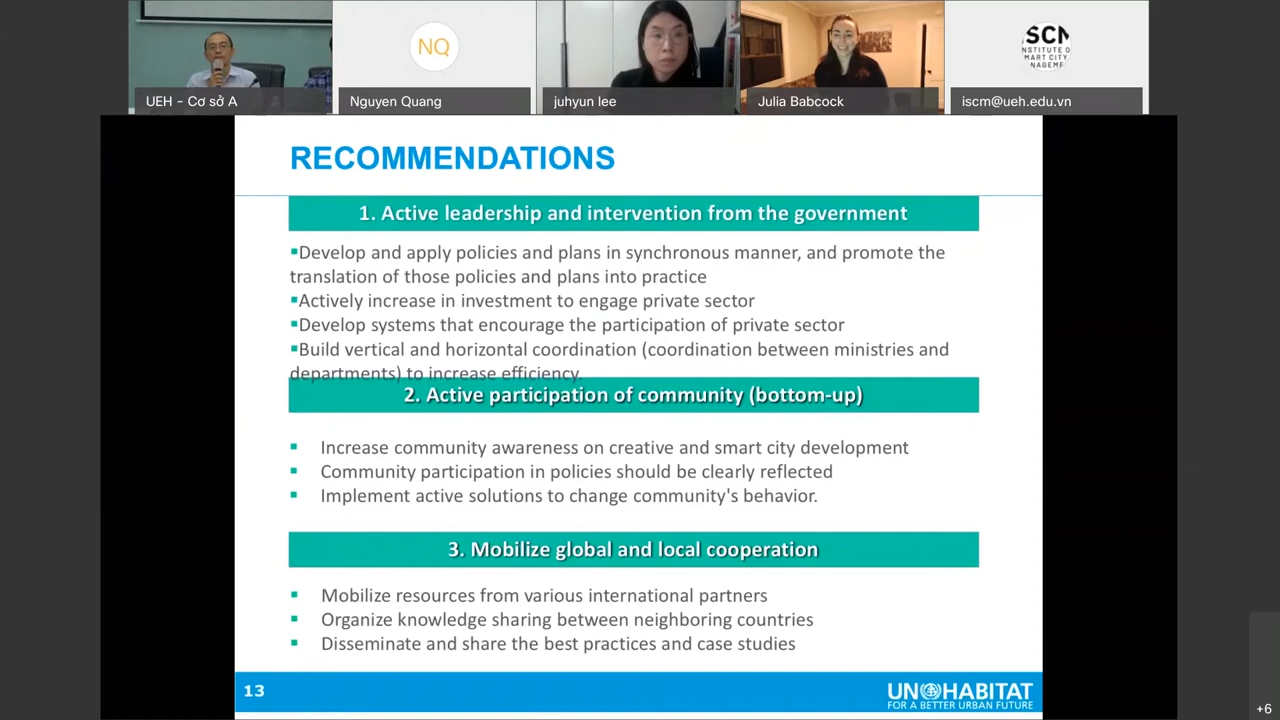 NQ
SCM
NSTITUTE O
MART CITY
NAGEME
UEH - Cơ sở A
Nguyen Quang
juhyun lee
Julia Babcock
iscm@ueh.edu.vn
RECOMMENDATIONS
1. Active leadership and intervention from the government
▪Develop and apply policies and plans in synchronous manner, and promote the
translation of those policies and plans into practice
▪Actively increase in investment to engage private sector
▪Develop systems that encourage the participation of private sector
▪Build vertical and horizontal coordination (coordination between ministries and
departments) to increase efficiency.
2. Active participation of community (bottom-up)
▪ Increase community awareness on creative and smart city development
▪ Community participation in policies should be clearly reflected
▪ Implement active solutions to change community's behavior.
3. Mobilize global and local cooperation
▪ Mobilize resources from various international partners
▪ Organize knowledge sharing between neighboring countries
▪ Disseminate and share the best practices and case studies
13
UN HABITAT
FOR A BETTER URBAN FUTURE
+6